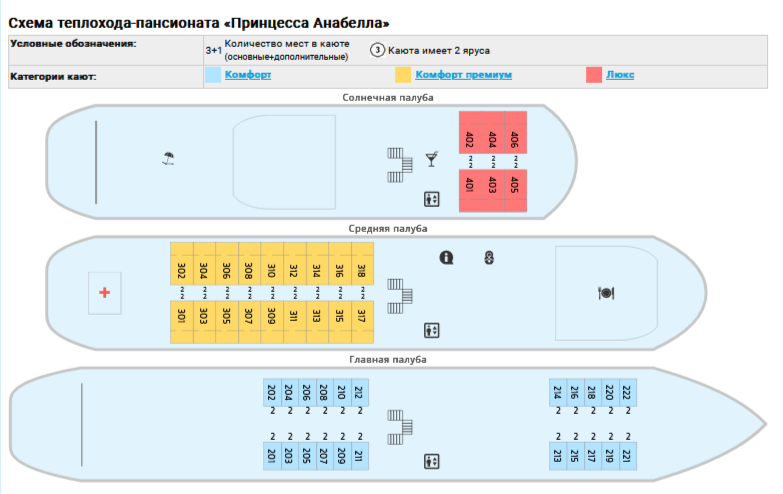 Схема теплохода-пансионата «Принцесса Анабелла»
Условные обозначения:
3+1 Количество мест в каюте
(основные+дополнительные)
3 Каюта имеет 2 яруса
Категории кают:
Комфорт
Комфорт премиум
Люкс
Солнечная палуба
402 404 406
2 2 2
2 2 2
401 403 405
Средняя палуба
302 304 306 308 310 312 314 316 318
2 2 2 2 2 2 2 2 2
2 2 2 2 2 2 2 2 2
301 303 305 307 309 311 313 315 317
Главная палуба
202 204 206 208 210 212 214 216 218 220 222
2 2 2 2 2 2 2 2 2 2 2
2 2 2 2 2 2 2 2 2 2 2
201 203 205 207 209 211 213 215 217 219 221